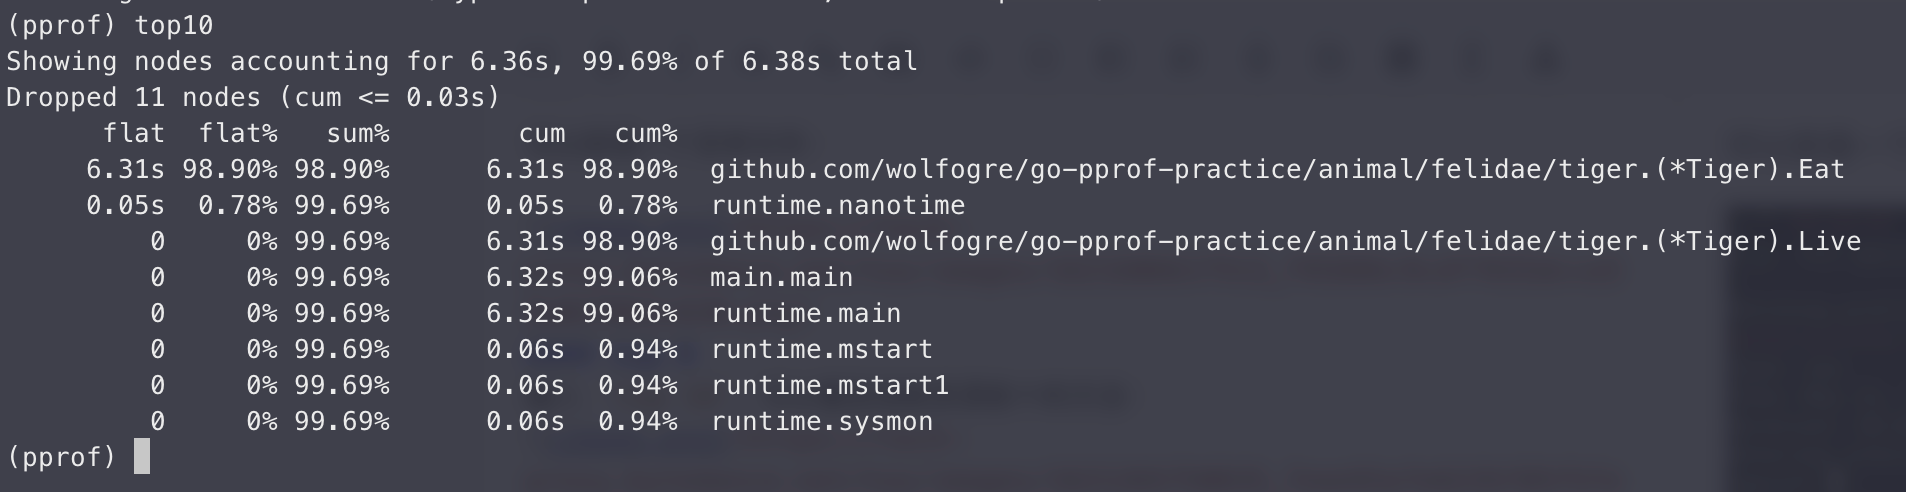 (pprof) top10
Showing nodes accounting for 6.36s, 99.69% of 6.38s total
Dropped 11 nodes (cum <= 0.03s)
      flat  flat%   sum%        cum   cum%
     6.31s 98.90% 98.90%      6.31s 98.90%  github.com/wolfogre/go-pprof-practice/animal/felidae/tiger.(*Tiger).Eat
     0.05s  0.78% 99.69%      0.05s  0.78%  runtime.nanotime
         0     0% 99.69%      6.31s 98.90%  github.com/wolfogre/go-pprof-practice/animal/felidae/tiger.(*Tiger).Live
         0     0% 99.69%      6.32s 99.06%  main.main
         0     0% 99.69%      6.32s 99.06%  runtime.main
         0     0% 99.69%      0.06s  0.94%  runtime.mstart
         0     0% 99.69%      0.06s  0.94%  runtime.mstart1
         0     0% 99.69%      0.06s  0.94%  runtime.sysmon
(pprof)